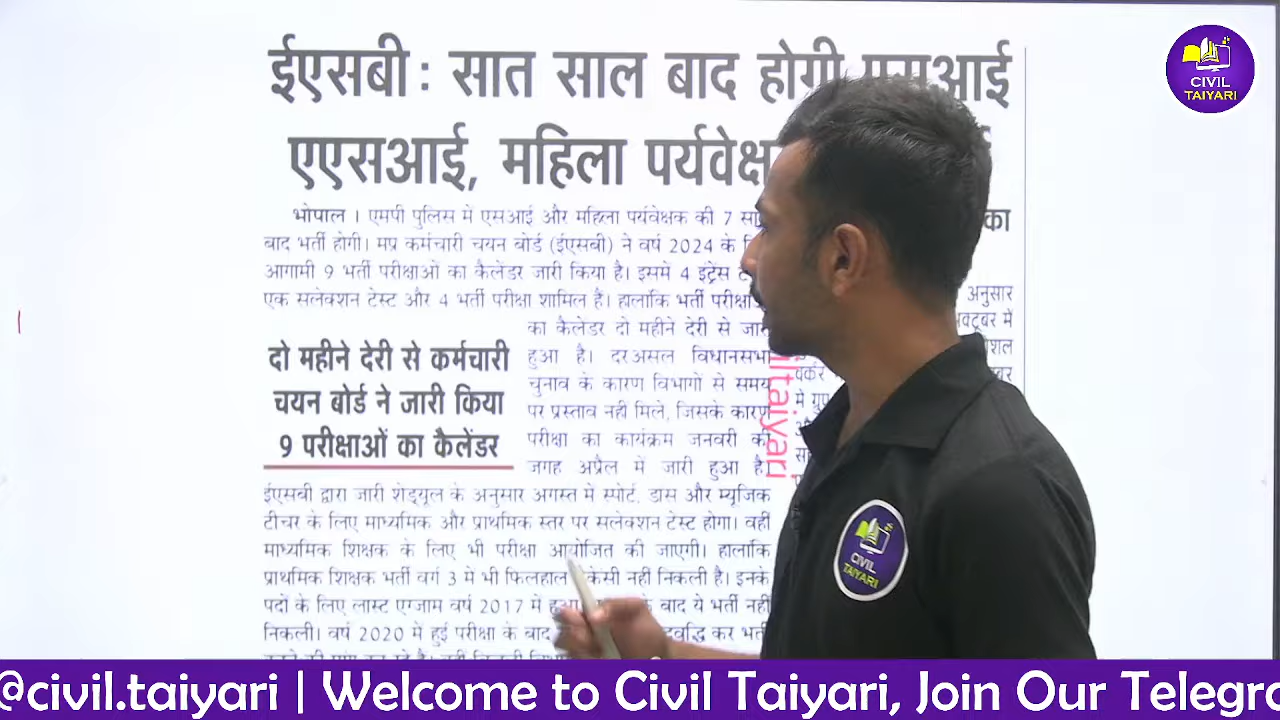 ईएसबी : सात साल बाद होगी
एएसआई, महिला
भोपाल । एमपी पुलिस में एसआई और महिला पर्यवेक्षक की 7
बाद भर्ती होगी। मप्र कर्मचारी चयन बोर्ड (ईएसबी) ने वर्ष 2024 के
आगामी 9 भर्ती परीक्षाओं का कैलेंडर जारी किया है। इसमें 4 इंट्रेंस
एक सलेक्शन टेस्ट और 4 भर्ती परीक्षा शामिल हैं। हालांकि भर्ती
का कैलेंडर दो महीने देरी से
हुआ है। दरअसल विधानसभा
चुनाव के कारण विभागों से समय
पर प्रस्ताव नहीं मिले, जिसके कारण
परीक्षा का कार्यक्रम जनवरी की
जगह अप्रैल में जारी हुआ है।
दो महीने देरी से कर्मचारी
चयन बोर्ड ने जारी किया
9 परीक्षाओं का कैलेंडर
ईएसबी द्वारा जारी शेड्यूल के अनुसार अगस्त में स्पोर्ट, डांस और म्यूजिक
टीचर के लिए माध्यमिक और प्राथमिक स्तर पर सलेक्शन टेस्ट होगा। वहीं
माध्यमिक शिक्षक के लिए भी परीक्षा आयोजित की जाएगी। हालांकि
प्राथमिक शिक्षक भर्ती वर्ग 3 में भी फिलहाल नहीं निकली है। इनके
पदों के लिए लास्ट एग्जाम वर्ष 2017 में के बाद ये भर्ती नहीं
निकली। वर्ष 2020 में हुई परीक्षा के बाद कर भर्ती
का
अनुसार
में
में
CIVIL
TAIYARI
CIVIL
TAIYARI
@civil.taiyari | Welcome to Civil Taiyari, Join Our